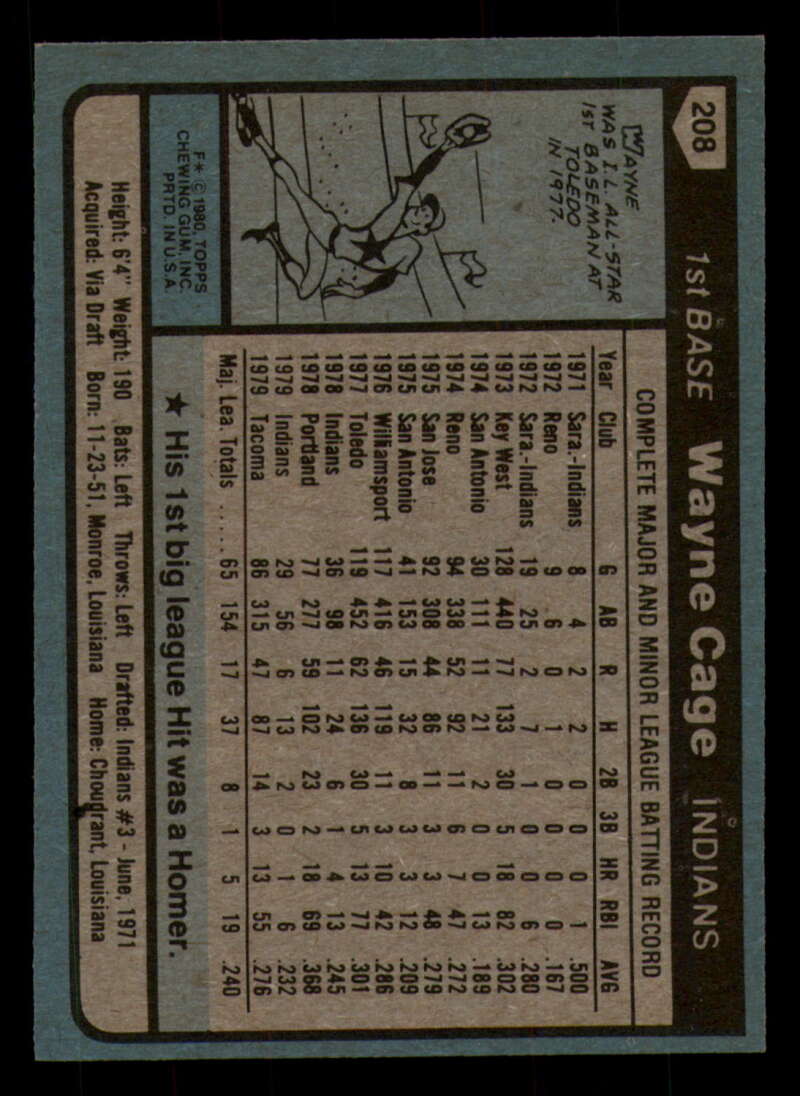 208
1st BASE Wayne Cage INDIANS
WAYNE
WAS I.L. ALL-STAR
1ST BASEMAN AT
TOLEDO
IN 1977.
F* © 1980, TOPPS
CHEWING GUM, INC.
PRTD. IN U.S.A.
COMPLETE MAJOR AND MINOR LEAGUE BATTING RECORD
Year Club G AB R H 2B 3B HR RBI AVG
1971 Sara.-Indians 8 4 2 2 0 0 0 1 .500
1972 Reno 9 6 0 1 0 0 0 0 .167
1972 Sara.-Indians 19 25 2 7 1 0 0 6 .280
1973 Key West 128 440 77 133 30 5 18 82 .302
1974 San Antonio 30 111 11 21 2 0 0 13 .189
1974 Reno 94 338 52 92 11 6 7 47 .272
1975 San Jose 92 308 44 86 11 3 3 48 .279
1975 San Antonio 41 153 15 32 8 3 3 12 .209
1976 Williamsport 117 416 46 119 11 3 10 42 .286
1977 Toledo 119 452 62 136 30 5 13 77 .301
1978 Indians 36 98 11 24 6 1 4 13 .245
1978 Portland 77 277 59 102 23 2 18 69 .368
1979 Indians 29 56 6 13 2 0 1 6 .232
1979 Tacoma 86 315 47 87 14 3 13 55 .276
Maj. Lea. Totals ..... 65 154 17 37 8 1 5 19 .240
★ His 1st big league Hit was a Homer.
Height: 6'4" Weight: 190 Bats: Left Throws: Left Drafted: Indians #3 - June, 1971
Acquired: Via Draft Born: 11-23-51, Monroe, Louisiana Home: Choudrant, Louisiana